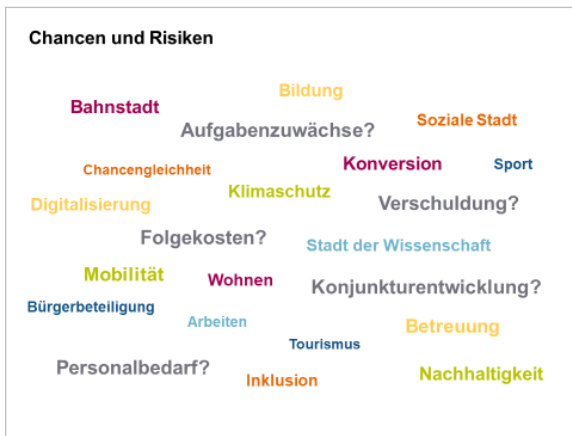 Chancen und Risiken
Bildung
Bahnstadt
Aufgabenzuwächse?
Soziale Stadt
Chancengleichheit
Konversion
Sport
Klimaschutz
Digitalisierung
Verschuldung?
Folgekosten?
Stadt der Wissenschaft
Mobilität
Wohnen
Konjunkturentwicklung?
Bürgerbeteiligung
Arbeiten
Betreuung
Tourismus
Personalbedarf?
Inklusion
Nachhaltigkeit